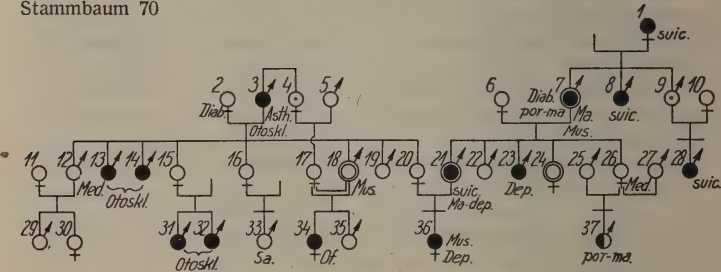 Stammbaum 70
1 suic.
2 3 4 5 6 7 8 9 10
Diab. Asth. Diab. Ma. suic.
Otoskl. por-ma Mus.
11 12 13 14 15 16 17 18 19 20 21 22 23 24 25 26 27 28
Med. Mus. suic. Dep. Med. suic.
Otoskl. Ma-dep.
29 30 31 32 33 34 35 36 37
Otoskl. Sa. Of. Mus. por-ma.
Dep.